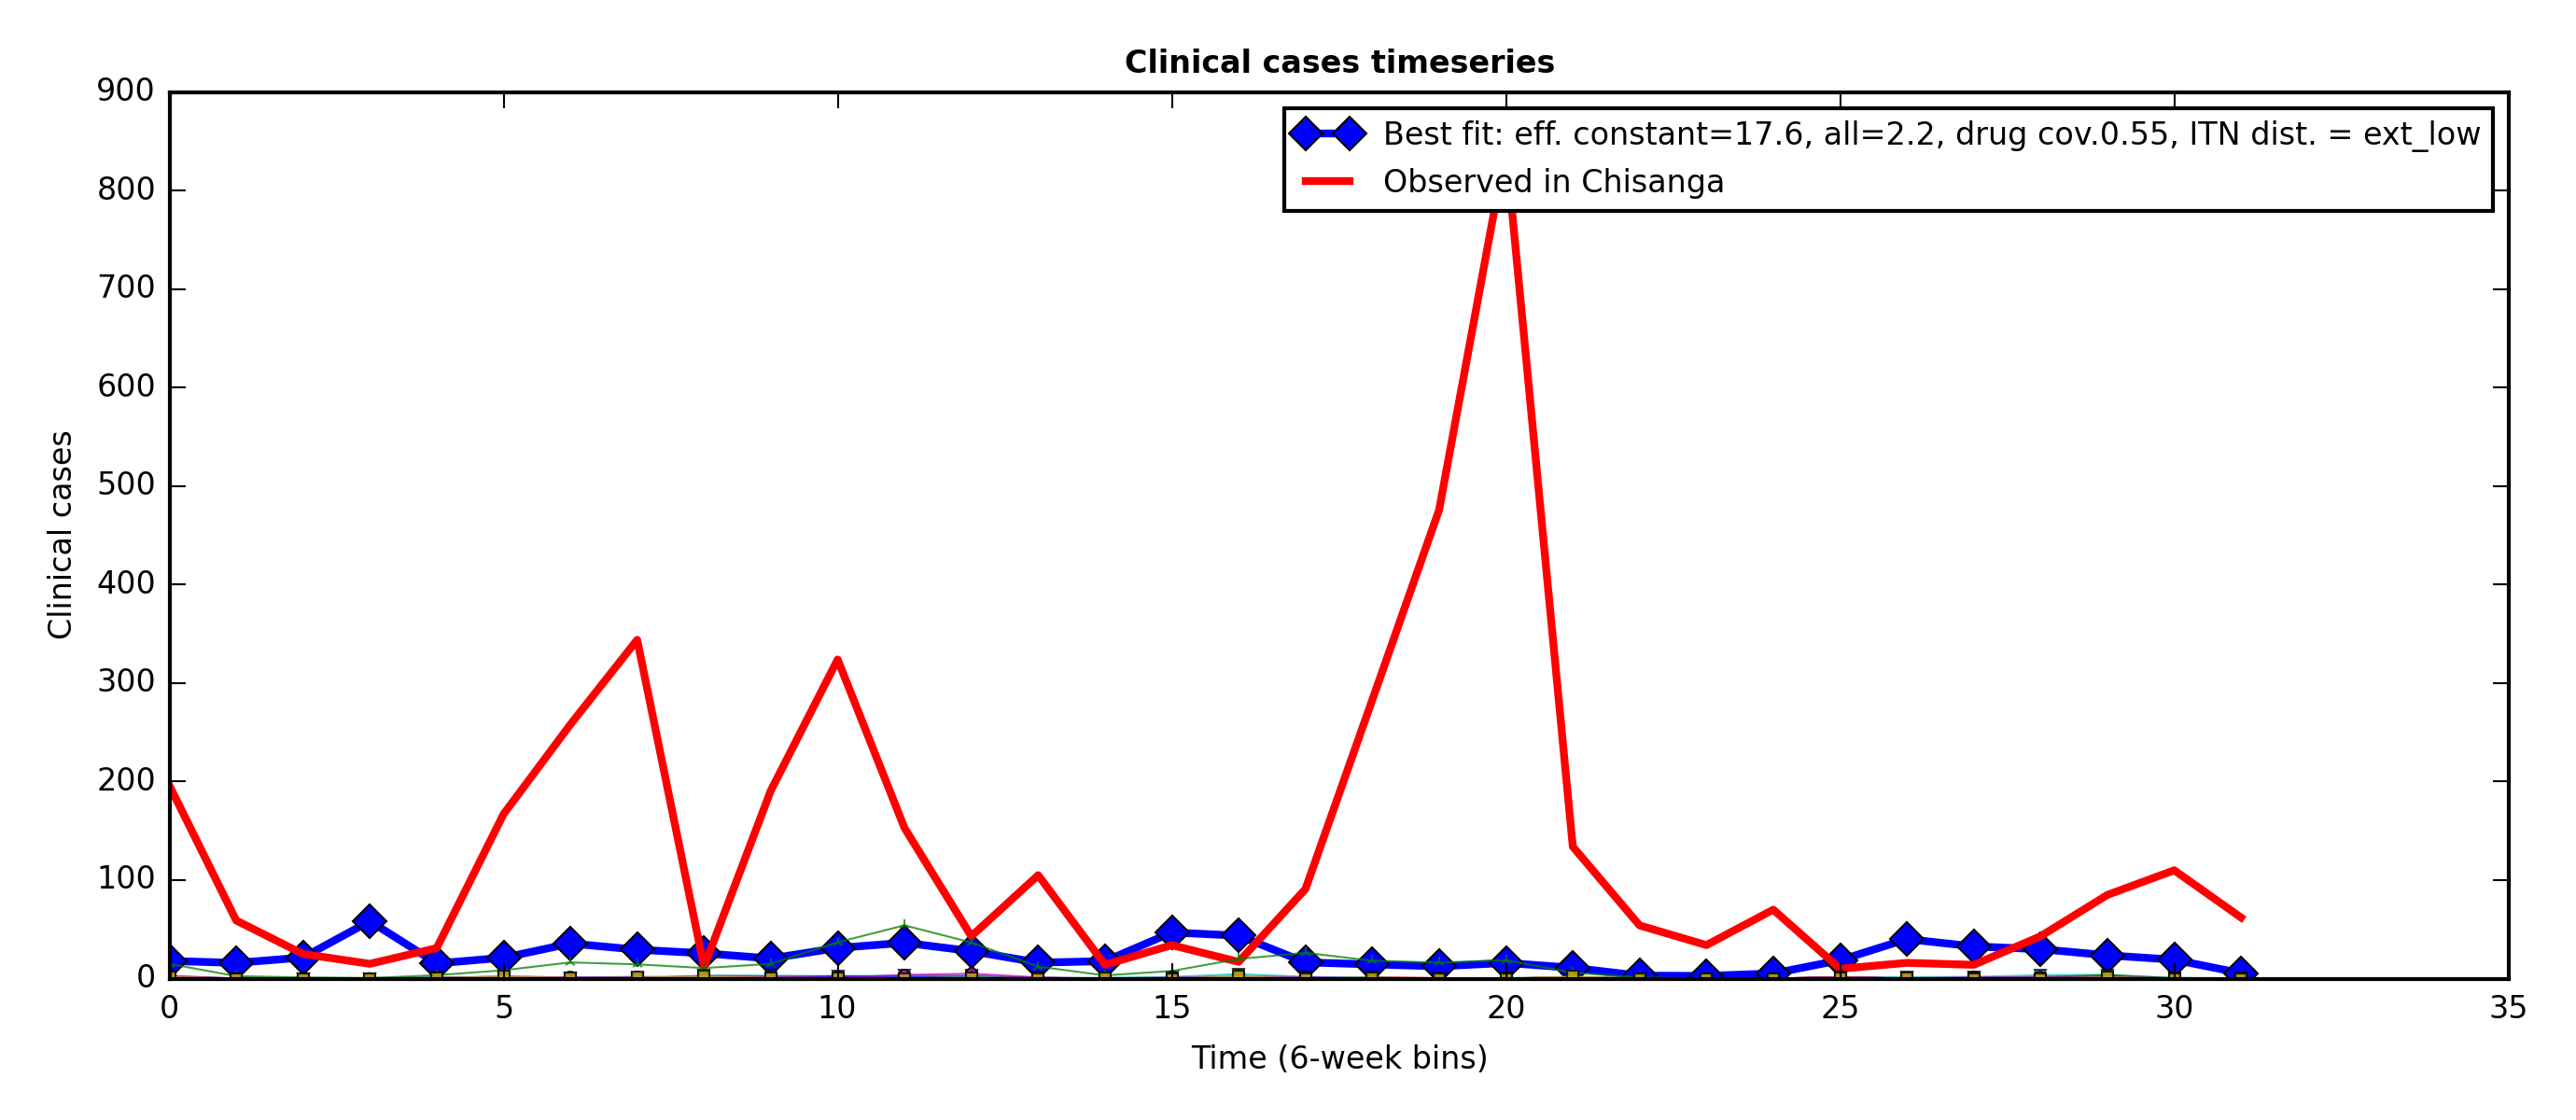 Clinical cases timeseries
900
800
700
600
500
400
300
200
100
0
Clinical cases
Best fit: eff. constant=17.6, all=2.2, drug cov.0.55, ITN dist. = ext_low
Observed in Chisanga
0 5 10 15 20 25 30 35
Time (6-week bins)